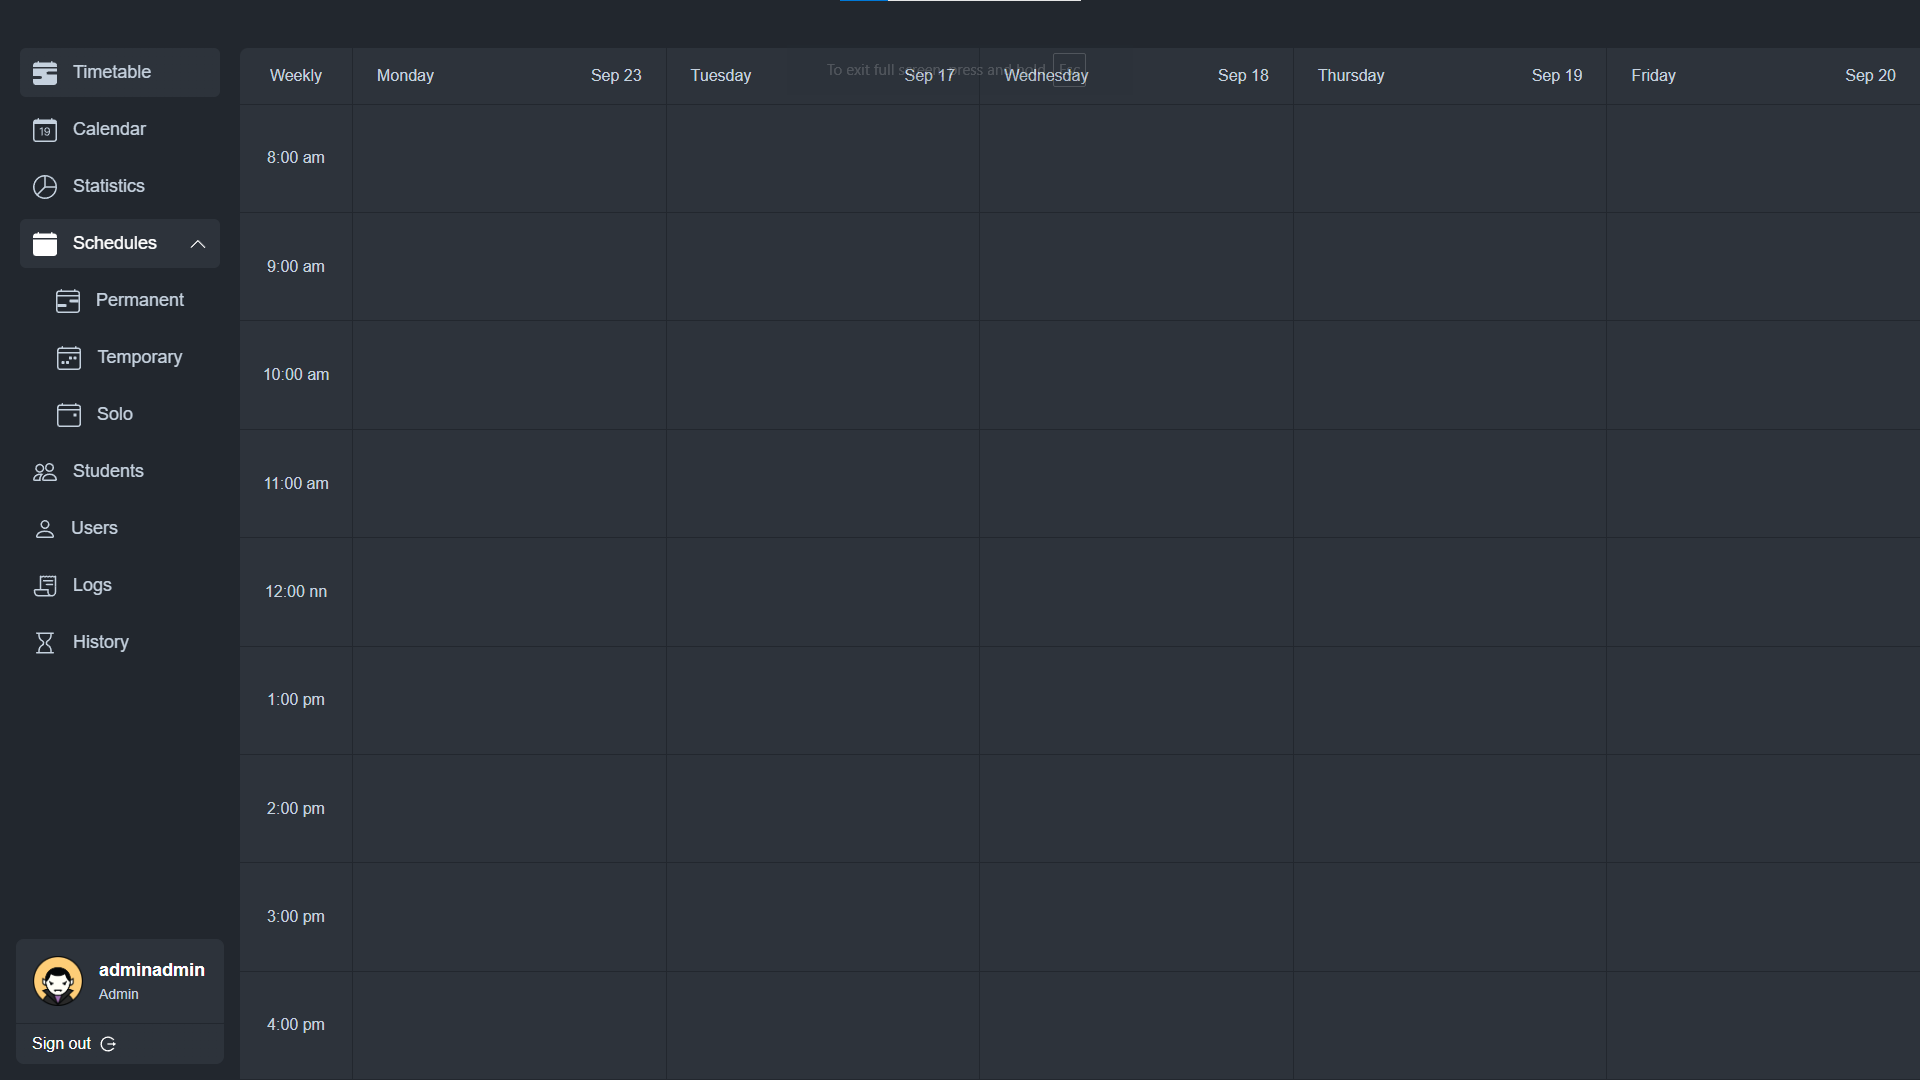 Timetable
19
Calendar
Statistics
Schedules
Permanent
Temporary
Solo
Students
Users
Logs
History
adminadmin
Admin
Sign out
To exit full screen, press and hold Esc
Weekly Monday Sep 23 Tuesday Sep 17 Wednesday Sep 18 Thursday Sep 19 Friday Sep 20
8:00 am
9:00 am
10:00 am
11:00 am
12:00 nn
1:00 pm
2:00 pm
3:00 pm
4:00 pm